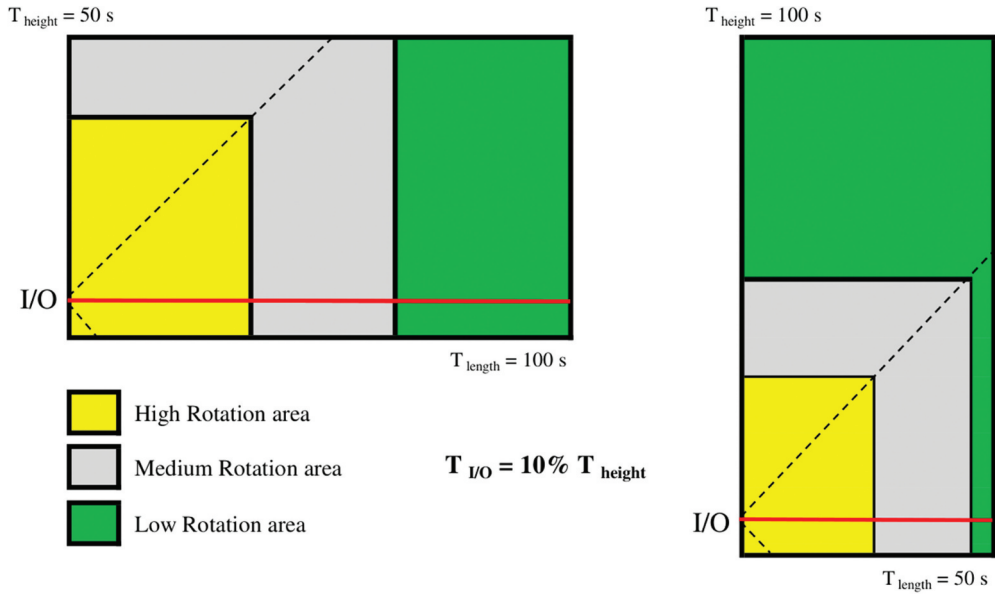 T height = 50 s
T height = 100 s
I/O
T length = 100 s
High Rotation area
Medium Rotation area
T I/O = 10% T height
Low Rotation area
I/O
T length = 50 s